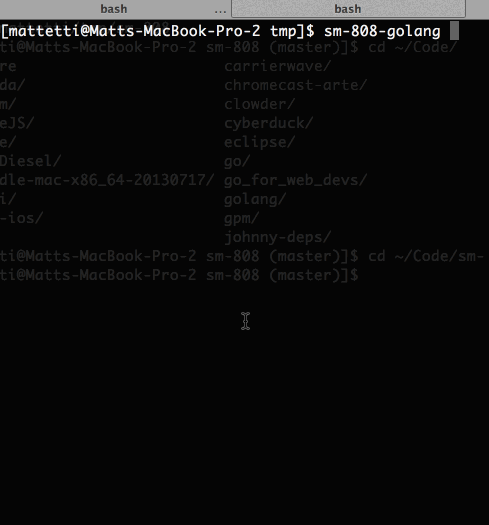 bash ... bash
[mattetti@Matts-MacBook-Pro-2 tmp]$ sm-808-golang
tti@Matts-MacBook-Pro-2 sm-808 (master)]$ cd ~/Code/
re carrierwave/
da/ chromecast-arte/
m/ clowder/
eJS/ cyberduck/
e/ eclipse/
Diesel/ go/
dle-mac-x86_64-20130717/ go_for_web_devs/
i/ golang/
-ios/ gpm/
johnny-deps/
tti@Matts-MacBook-Pro-2 sm-808 (master)]$ cd ~/Code/sm-
tti@Matts-MacBook-Pro-2 sm-808 (master)]$